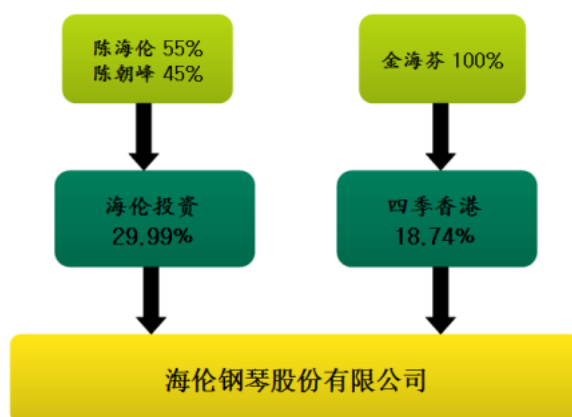 陈海伦 55%
陈朝峰 45%
金海芬 100%
海伦投资
29.99%
四季香港
18.74%
海伦钢琴股份有限公司